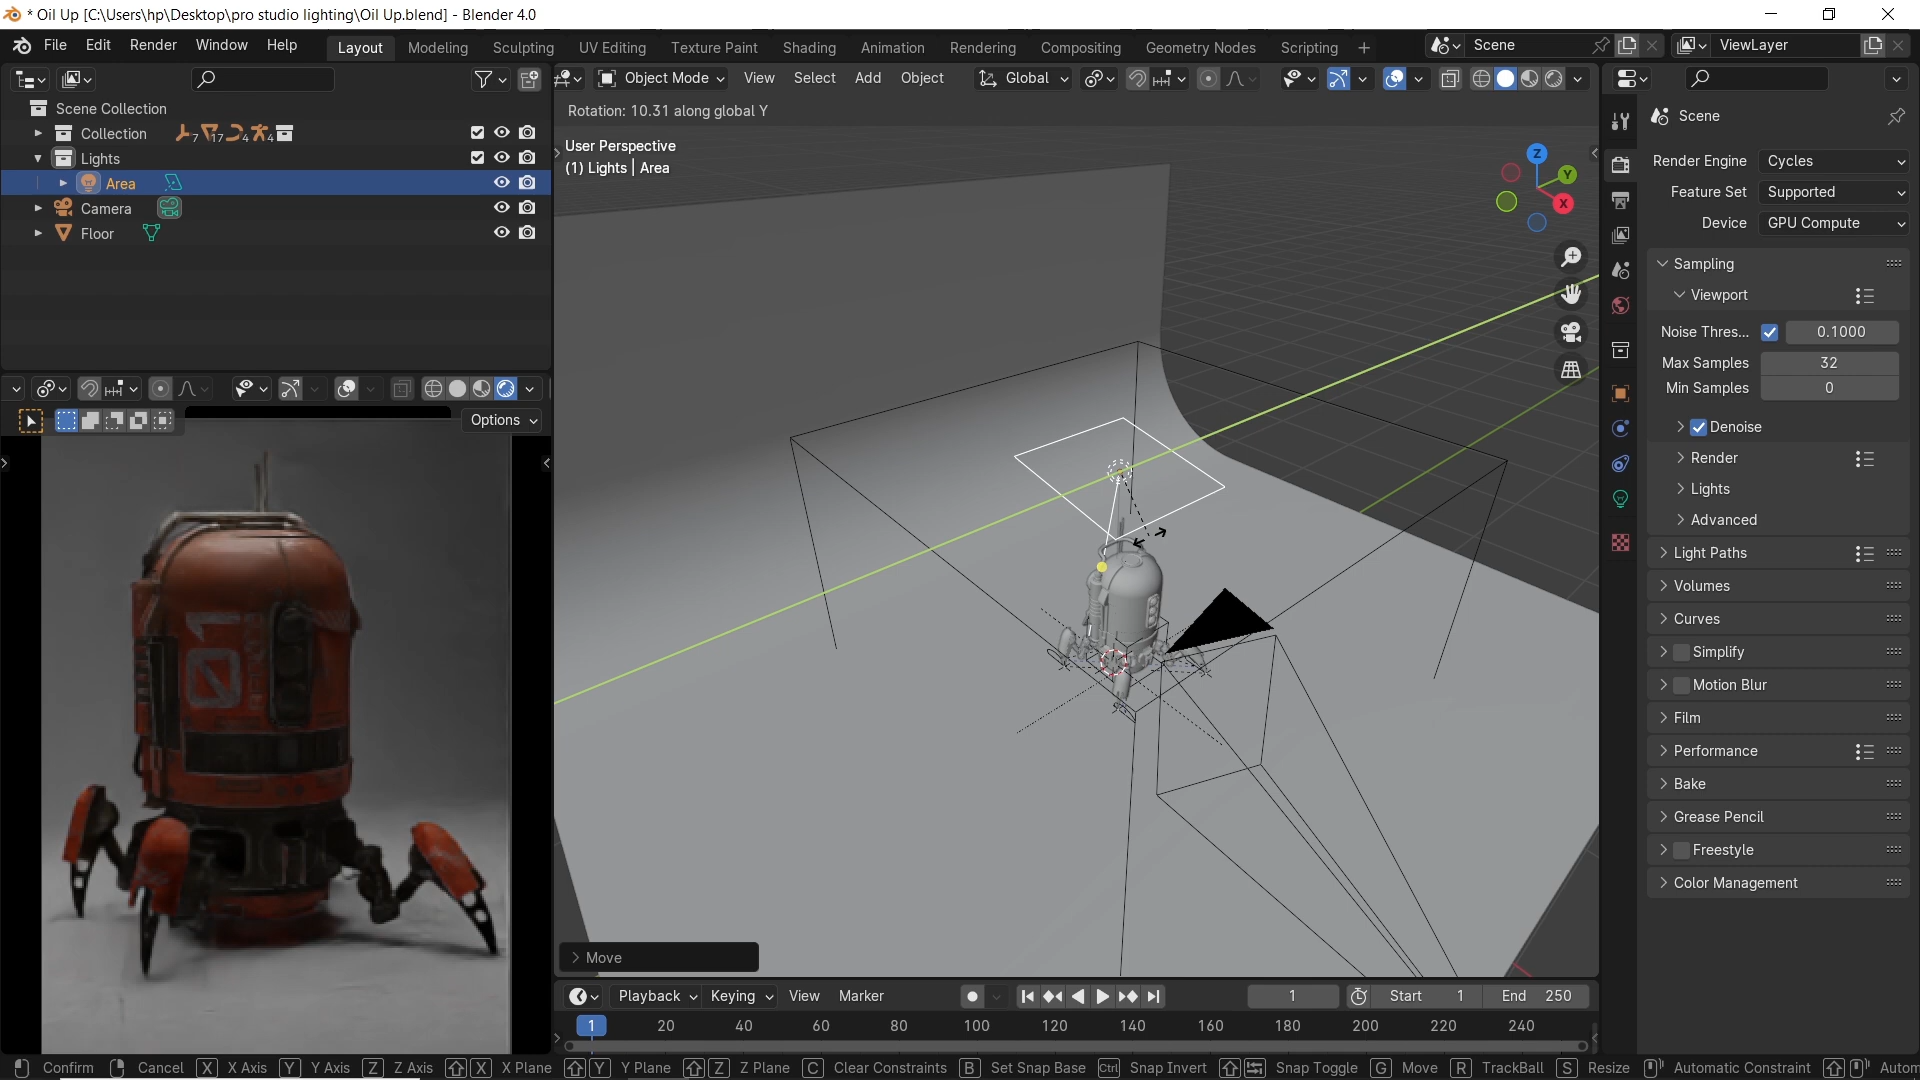 * Oil Up [C:\Users\hp\Desktop\pro studio lighting\Oil Up.blend] - Blender 4.0
File Edit Render Window Help Layout Modeling Sculpting UV Editing Texture Paint Shading Animation Rendering Compositing Geometry Nodes Scripting Scene ViewLayer
Object Mode View Select Add Object Global
Scene Collection
Collection 7 17 4 4
Lights
Area
Camera
Floor
Options
01
Rotation: 10.31 along global Y
User Perspective
(1) Lights | Area
Z
Y
X
Move
Playback Keying View Marker 1 Start 1 End 250
1 20 40 60 80 100 120 140 160 180 200 220 240
Scene
Render Engine Cycles
Feature Set Supported
Device GPU Compute
Sampling
Viewport
Noise Thres... 0.1000
Max Samples 32
Min Samples 0
Denoise
Render
Lights
Advanced
Light Paths
Volumes
Curves
Simplify
Motion Blur
Film
Performance
Bake
Grease Pencil
Freestyle
Color Management
Confirm Cancel X X Axis Y Y Axis Z Z Axis X X Plane Y Y Plane Z Z Plane C Clear Constraints B Set Snap Base Ctrl Snap Invert Snap Toggle G Move R TrackBall S Resize Automatic Constraint Autom